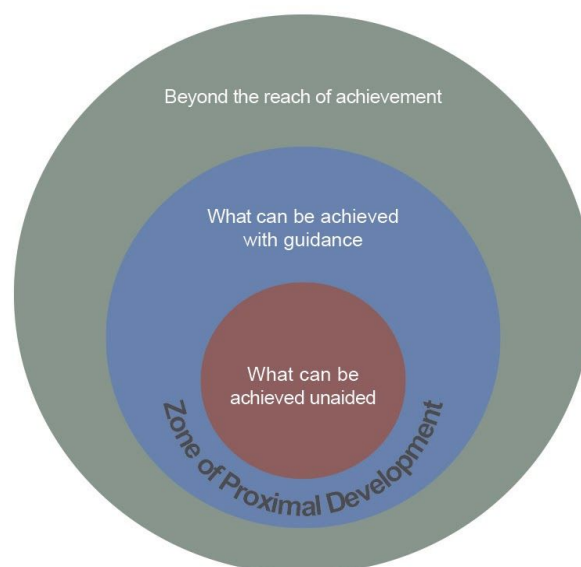 Beyond the reach of achievement
What can be achieved
with guidance
What can be
achieved unaided
Zone of Proximal Development